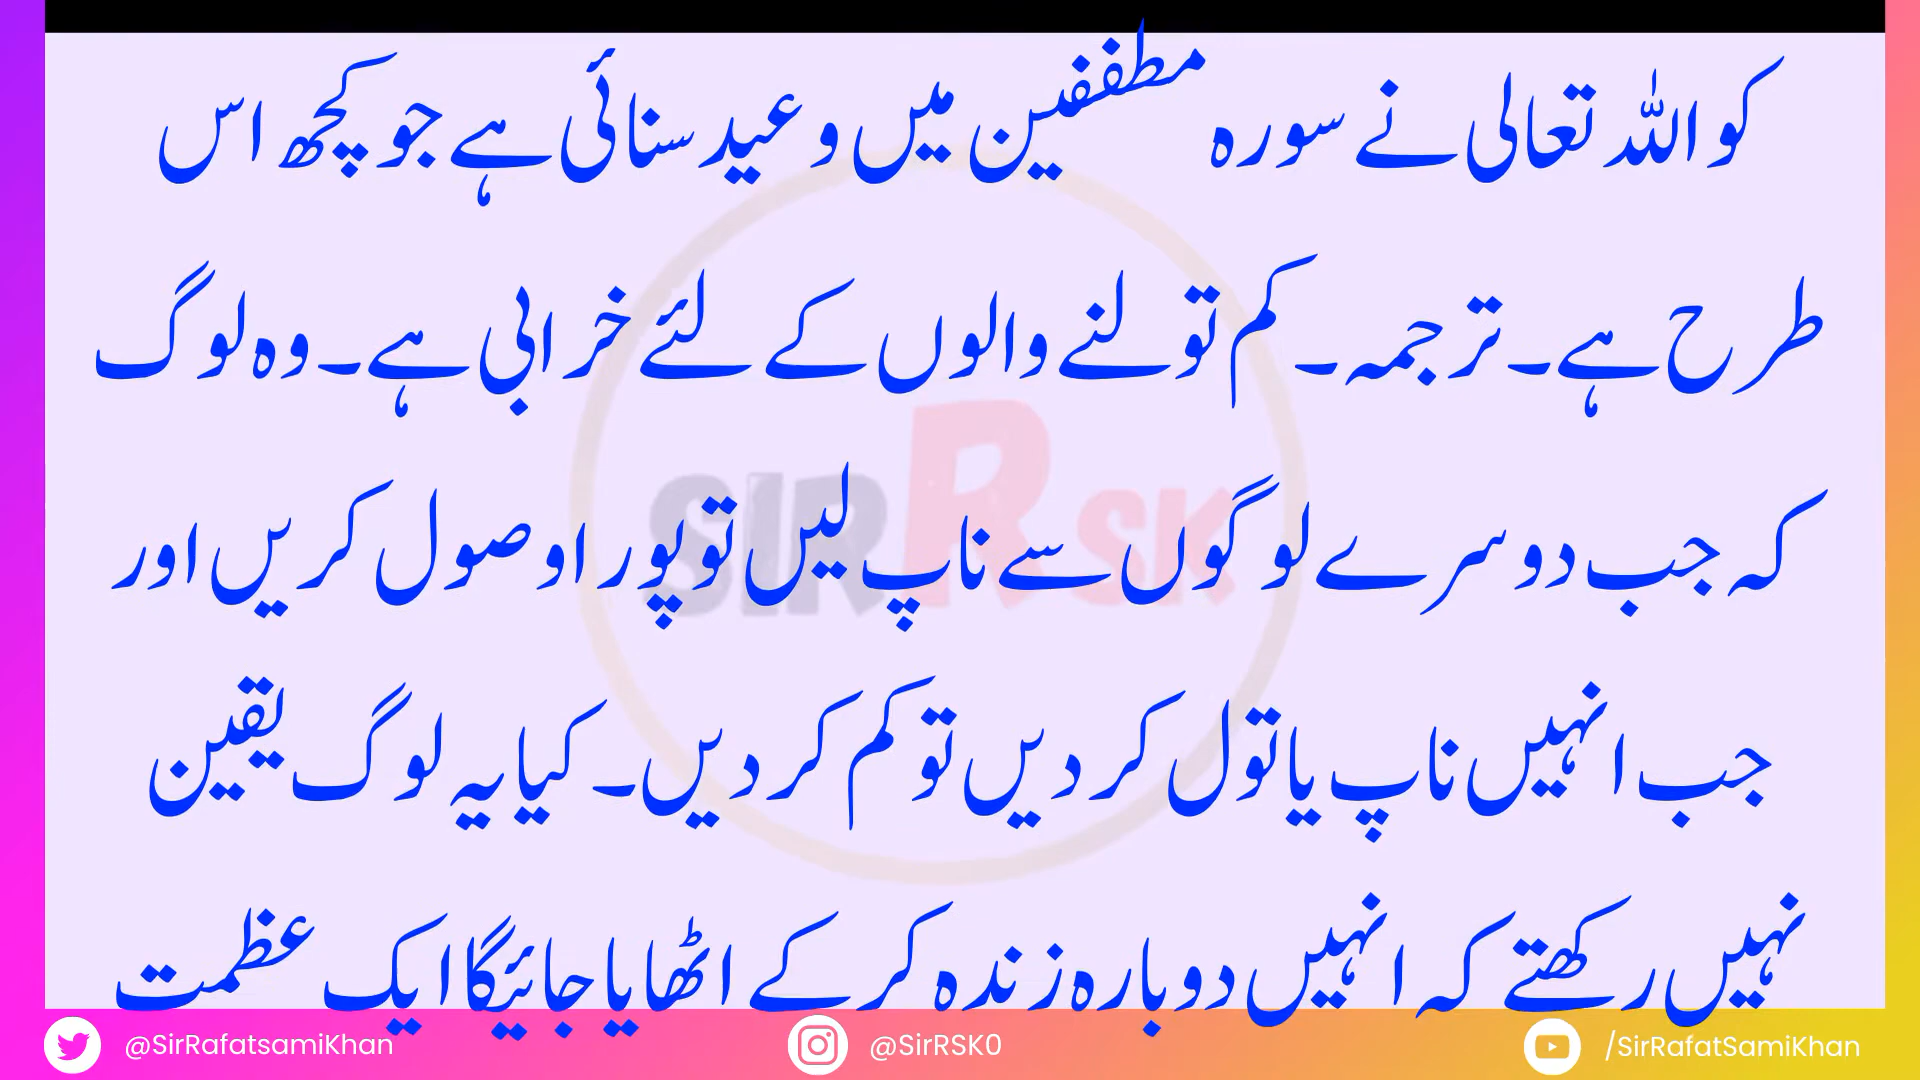 کو اللہ تعالی نے سورہ مطففین میں وعید سنائی ہے جو کچھ اس
طرح ہے۔ ترجمہ۔ کم تولنے والوں کے لئے خرابی ہے۔ وہ لوگ
کہ جب دوسرے لوگوں سے ناپ لیں تو پورا وصول کریں اور
جب انہیں ناپ یا تول کر دیں تو کم کر دیں۔ کیا یہ لوگ یقین
نہیں رکھتے کہ انہیں دوبارہ زندہ کر کے اٹھایا جائیگا ایک عظمت
SIR RSK
@SirRafatsamiKhan @SirRSK0 /SirRafatSamiKhan